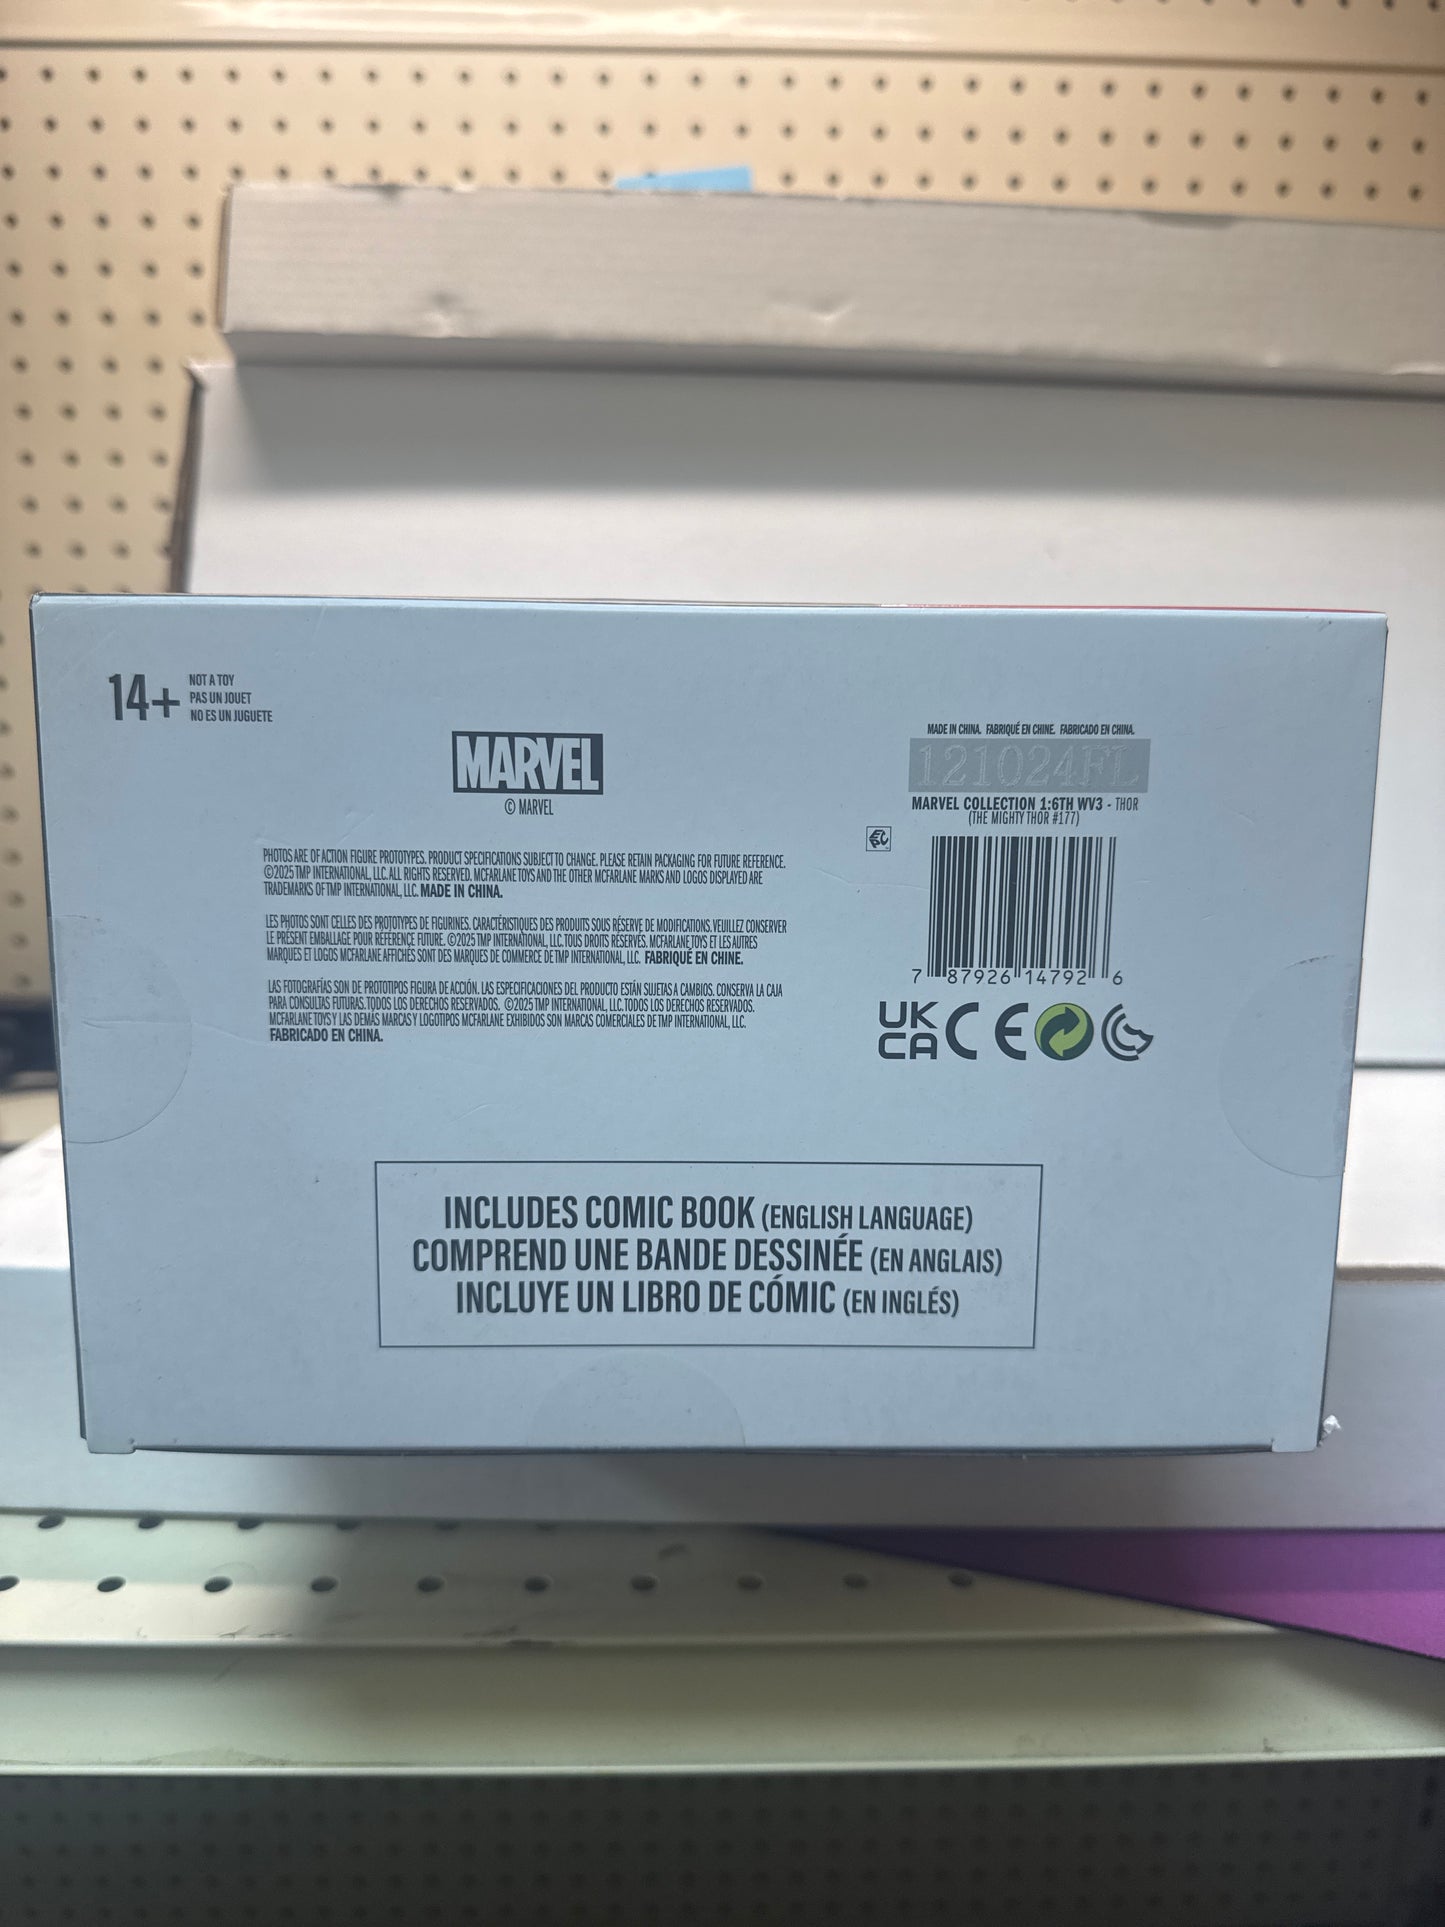 14+
NOT A TOY
PAS UN JOUET
NO ES UN JUGUETE
MARVEL
© MARVEL
PHOTOS ARE OF ACTION FIGURE PROTOTYPES. PRODUCT SPECIFICATIONS SUBJECT TO CHANGE. PLEASE RETAIN PACKAGING FOR FUTURE REFERENCE.
©2025 TMP INTERNATIONAL, LLC. ALL RIGHTS RESERVED. MCFARLANE TOYS AND THE OTHER MCFARLANE MARKS AND LOGOS DISPLAYED ARE
TRADEMARKS OF TMP INTERNATIONAL, LLC. MADE IN CHINA.
LES PHOTOS SONT CELLES DES PROTOTYPES DE FIGURINES. CARACTÉRISTIQUES DES PRODUITS SOUS RÉSERVE DE MODIFICATIONS. VEUILLEZ CONSERVER
LE PRÉSENT EMBALLAGE POUR RÉFÉRENCE FUTURE. ©2025 TMP INTERNATIONAL, LLC. TOUS DROITS RÉSERVÉS. MCFARLANE TOYS ET LES AUTRES
MARQUES ET LOGOS MCFARLANE AFFICHÉS SONT DES MARQUES DE COMMERCE DE TMP INTERNATIONAL, LLC. FABRIQUÉ EN CHINE.
LAS FOTOGRAFÍAS SON DE PROTOTIPOS FIGURA DE ACCIÓN. LAS ESPECIFICACIONES DEL PRODUCTO ESTÁN SUJETAS A CAMBIOS. CONSERVA LA CAJA
PARA CONSULTAS FUTURAS. TODOS LOS DERECHOS RESERVADOS. ©2025 TMP INTERNATIONAL, LLC. TODOS LOS DERECHOS RESERVADOS.
MCFARLANE TOYS Y LAS DEMÁS MARCAS Y LOGOTIPOS MCFARLANE EXHIBIDOS SON MARCAS COMERCIALES DE TMP INTERNATIONAL, LLC.
FABRICADO EN CHINA.
MADE IN CHINA. FABRIQUÉ EN CHINE. FABRICADO EN CHINA.
121024FL
MARVEL COLLECTION 1:6TH WV3 - THOR
(THE MIGHTY THOR #177)
7 87926 14792 6
UK
CA
CE
INCLUDES COMIC BOOK (ENGLISH LANGUAGE)
COMPREND UNE BANDE DESSINÉE (EN ANGLAIS)
INCLUYE UN LIBRO DE CÓMIC (EN INGLÉS)